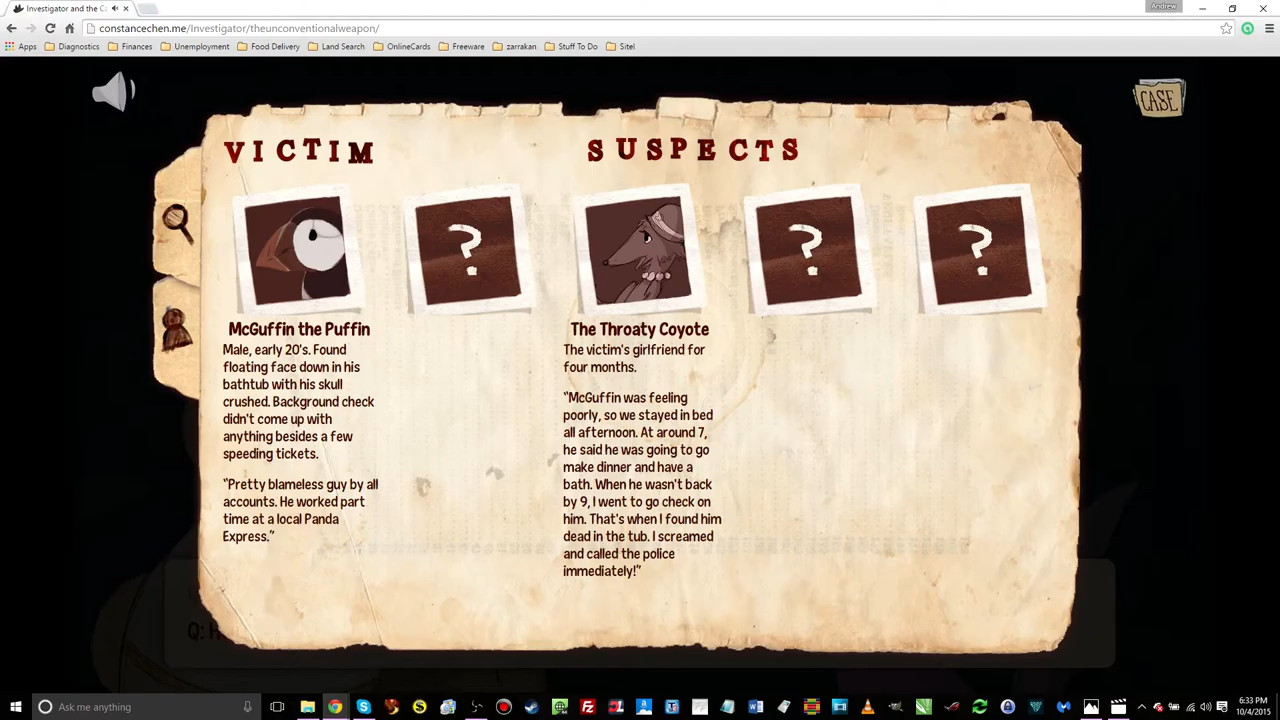 Investigator and the Ca
Andrew
constancechen.me/Investigator/theunconventionalweapon/
Apps Diagnostics Finances Unemployment Food Delivery Land Search OnlineCards Freeware zarrakan Stuff To Do Sitel
CASE
VICTIM
SUSPECTS
? ? ?
McGuffin the Puffin
Male, early 20's. Found
floating face down in his
bathtub with his skull
crushed. Background check
didn't come up with
anything besides a few
speeding tickets.
"Pretty blameless guy by all
accounts. He worked part
time at a local Panda
Express."
The Throaty Coyote
The victim's girlfriend for
four months.
"McGuffin was feeling
poorly, so we stayed in bed
all afternoon. At around 7,
he said he was going to go
make dinner and have a
bath. When he wasn't back
by 9, I went to go check on
him. That's when I found him
dead in the tub. I screamed
and called the police
immediately!"
Q: H
Ask me anything
6:33 PM
10/4/2015